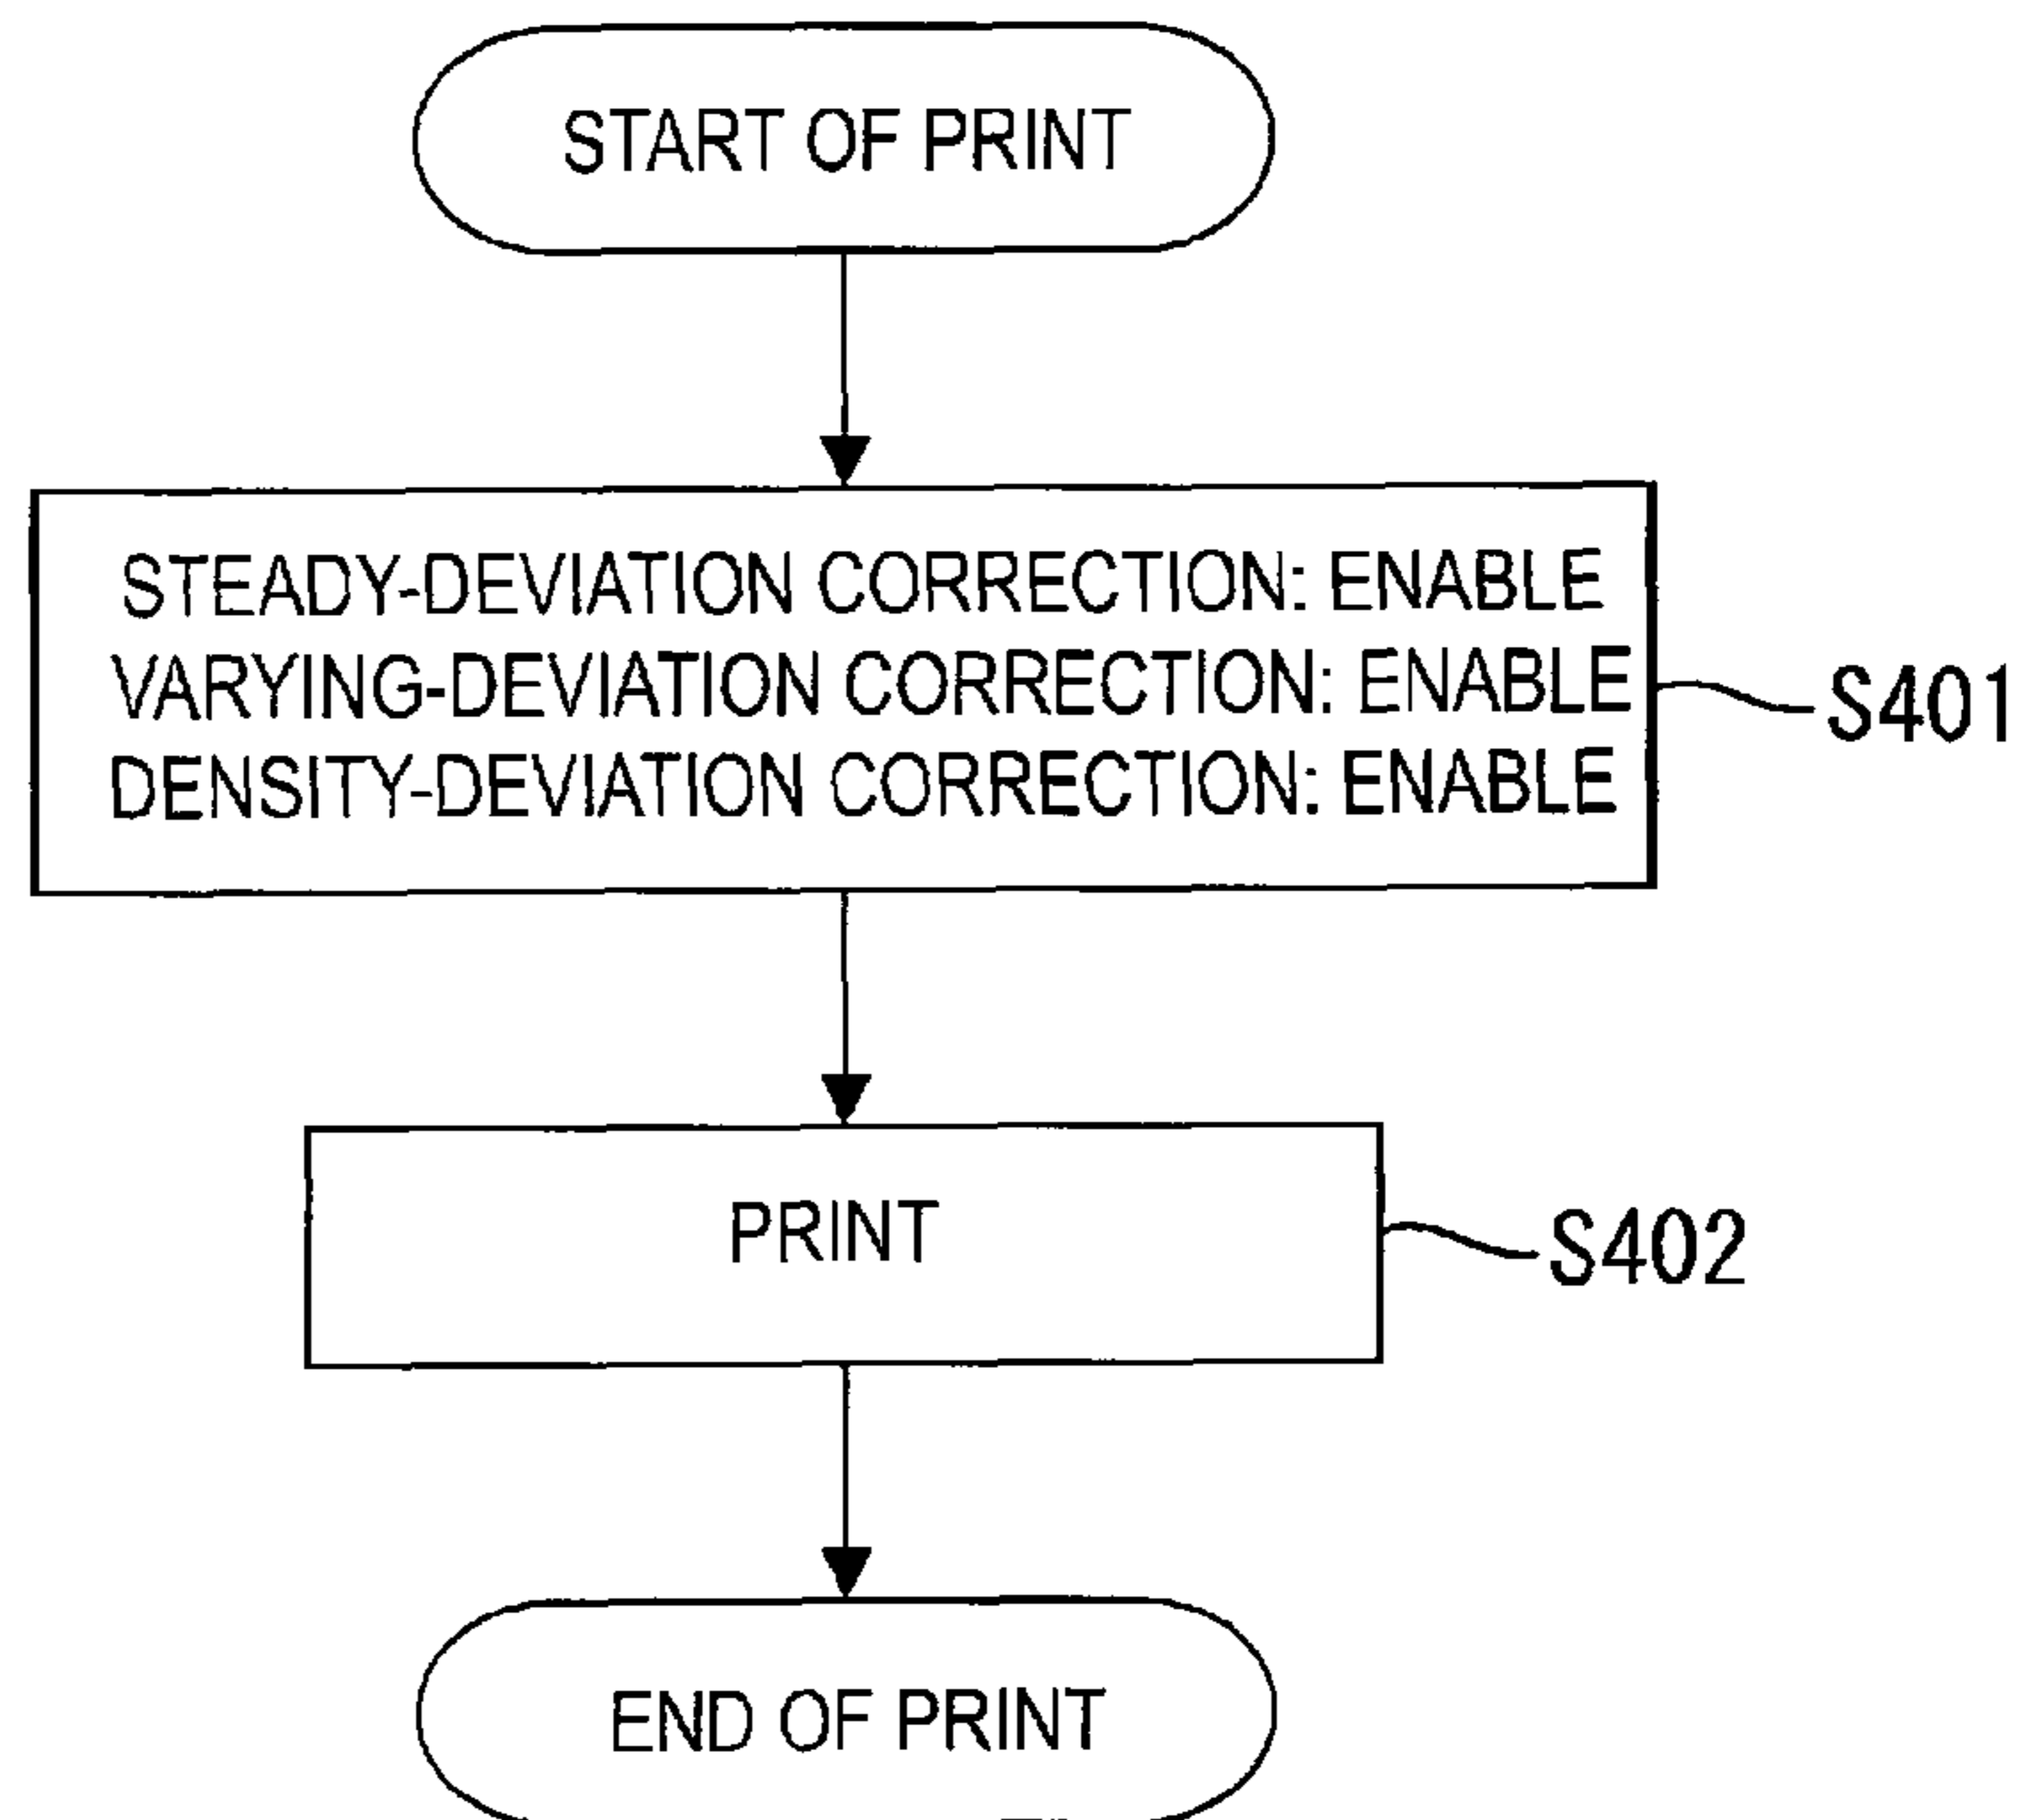 START OF PRINT
STEADY-DEVIATION CORRECTION: ENABLE
VARYING-DEVIATION CORRECTION: ENABLE
DENSITY-DEVIATION CORRECTION: ENABLE
S401
PRINT
S402
END OF PRINT